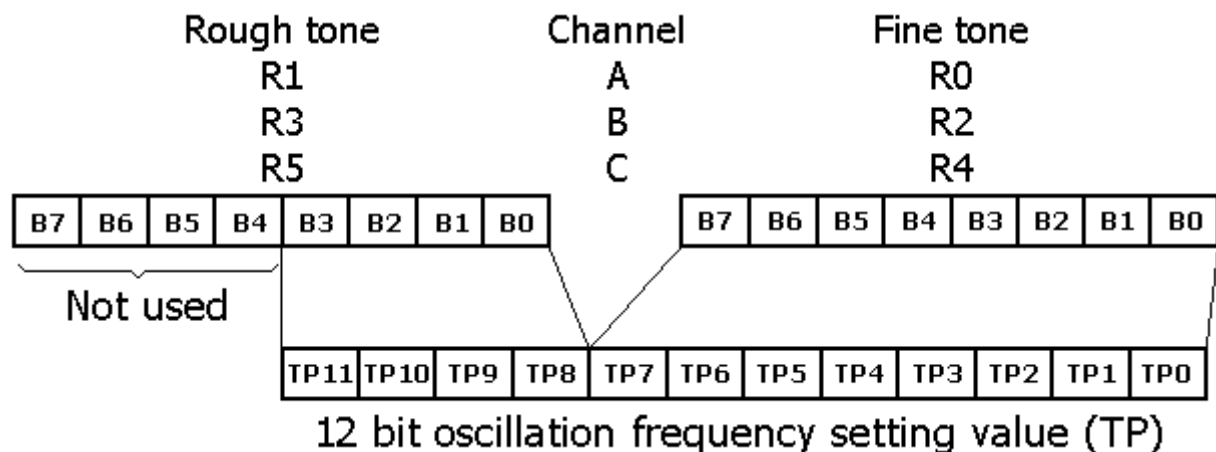 Rough tone Channel Fine tone
R1 A R0
R3 B R2
R5 C R4
B7 B6 B5 B4 B3 B2 B1 B0 B7 B6 B5 B4 B3 B2 B1 B0
Not used
TP11 TP10 TP9 TP8 TP7 TP6 TP5 TP4 TP3 TP2 TP1 TP0
12 bit oscillation frequency setting value (TP)